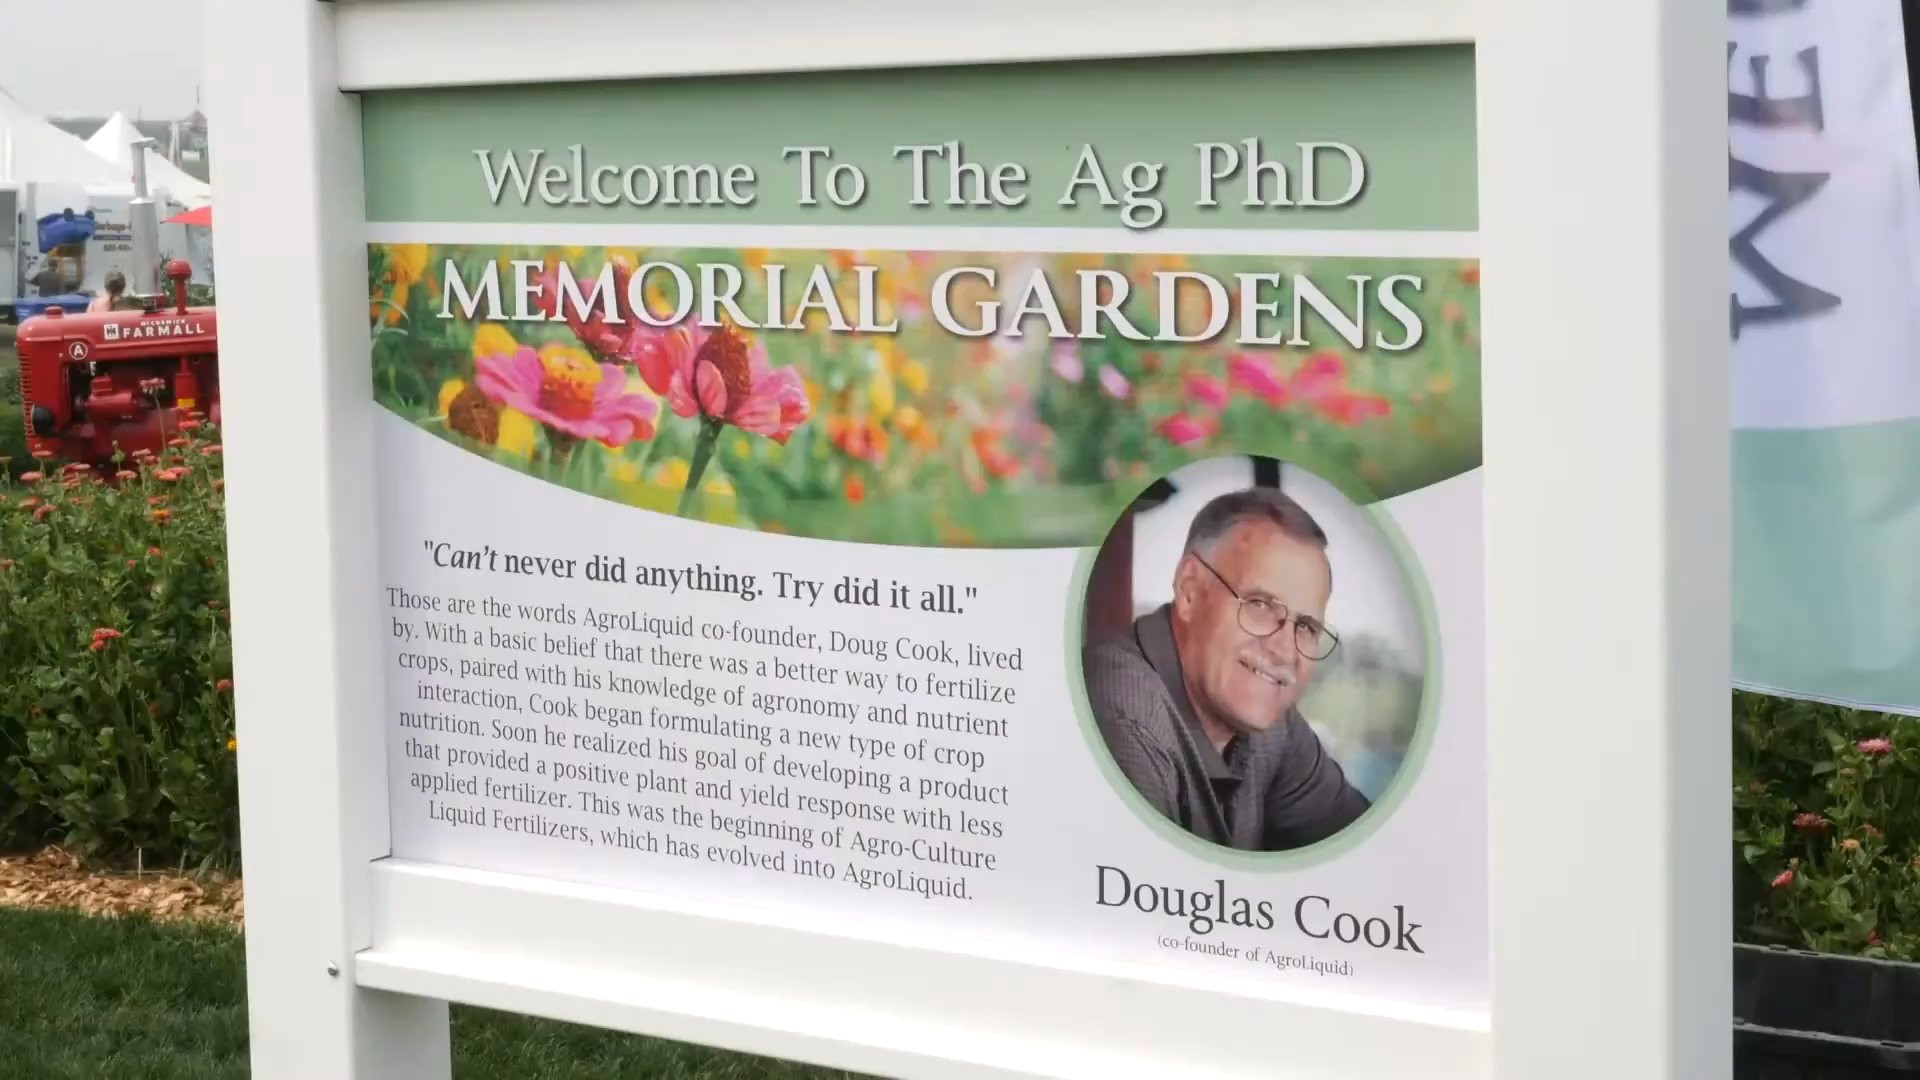 Welcome To The Ag PhD
MEMORIAL GARDENS
"Can't never did anything. Try did it all."
Those are the words AgroLiquid co-founder, Doug Cook, lived
by. With a basic belief that there was a better way to fertilize
crops, paired with his knowledge of agronomy and nutrient
interaction, Cook began formulating a new type of crop
nutrition. Soon he realized his goal of developing a product
that provided a positive plant and yield response with less
applied fertilizer. This was the beginning of Agro-Culture
Liquid Fertilizers, which has evolved into AgroLiquid.
Douglas Cook
(co-founder of AgroLiquid)
McCORMICK
FARMALL
A